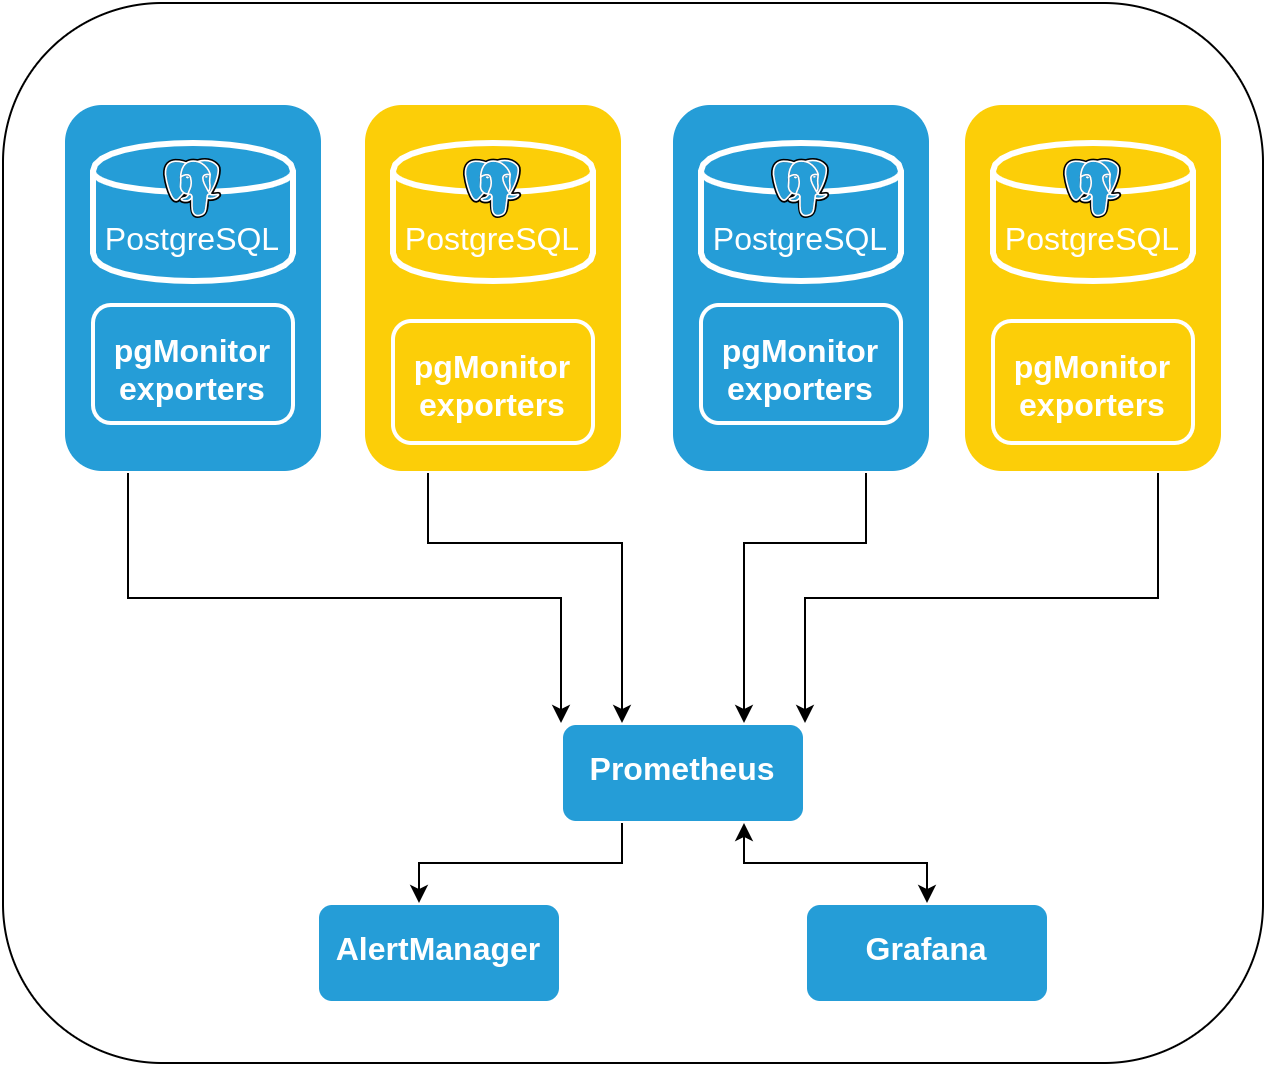 PostgreSQL
pgMonitor
exporters
PostgreSQL
pgMonitor
exporters
PostgreSQL
pgMonitor
exporters
PostgreSQL
pgMonitor
exporters
Prometheus
AlertManager
Grafana